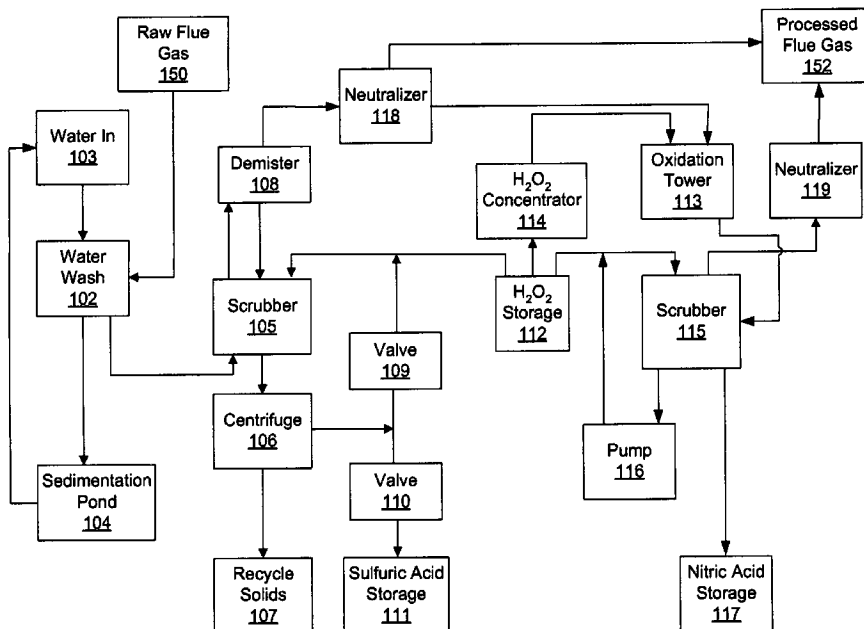 Raw Flue
Gas
150
Processed
Flue Gas
152
Neutralizer
118
Water In
103
Demister
108
H2O2
Concentrator
114
Oxidation
Tower
113
Neutralizer
119
Water
Wash
102
Scrubber
105
H2O2
Storage
112
Scrubber
115
Valve
109
Centrifuge
106
Pump
116
Sedimentation
Pond
104
Valve
110
Recycle
Solids
107
Sulfuric Acid
Storage
111
Nitric Acid
Storage
117